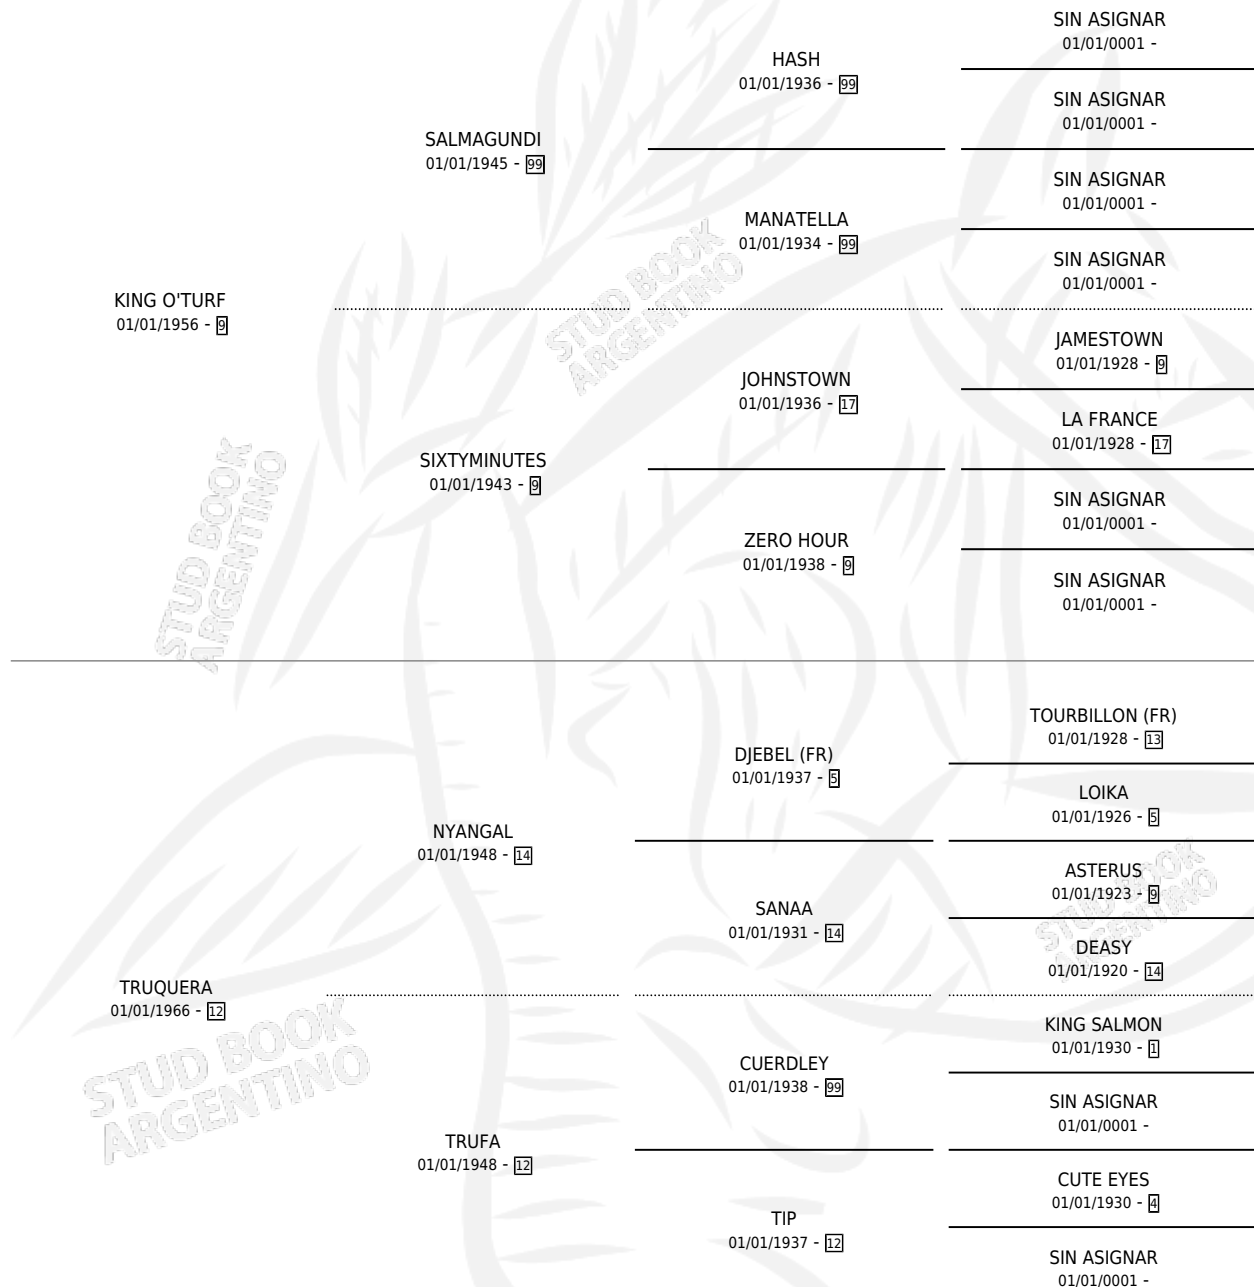 SIN ASIGNAR
01/01/0001 -
HASH
01/01/1936 - 99
SIN ASIGNAR
01/01/0001 -
SALMAGUNDI
01/01/1945 - 99
SIN ASIGNAR
01/01/0001 -
MANATELLA
01/01/1934 - 99
SIN ASIGNAR
01/01/0001 -
KING O'TURF
01/01/1956 - 9
STUD BOOK
ARGENTINO
JAMESTOWN
01/01/1928 - 9
JOHNSTOWN
01/01/1936 - 17
LA FRANCE
01/01/1928 - 17
SIXTYMINUTES
01/01/1943 - 9
SIN ASIGNAR
01/01/0001 -
ZERO HOUR
01/01/1938 - 9
SIN ASIGNAR
01/01/0001 -
STUD BOOK
ARGENTINO
TOURBILLON (FR)
01/01/1928 - 13
DJEBEL (FR)
01/01/1937 - 5
LOIKA
01/01/1926 - 5
NYANGAL
01/01/1948 - 14
ASTERUS
01/01/1923 - 9
SANAA
01/01/1931 - 14
STUD BOOK
ARGENTINO
DEASY
01/01/1920 - 14
TRUQUERA
01/01/1966 - 12
STUD BOOK
ARGENTINO
KING SALMON
01/01/1930 - 1
CUERDLEY
01/01/1938 - 99
SIN ASIGNAR
01/01/0001 -
TRUFA
01/01/1948 - 12
CUTE EYES
01/01/1930 - 4
TIP
01/01/1937 - 12
SIN ASIGNAR
01/01/0001 -